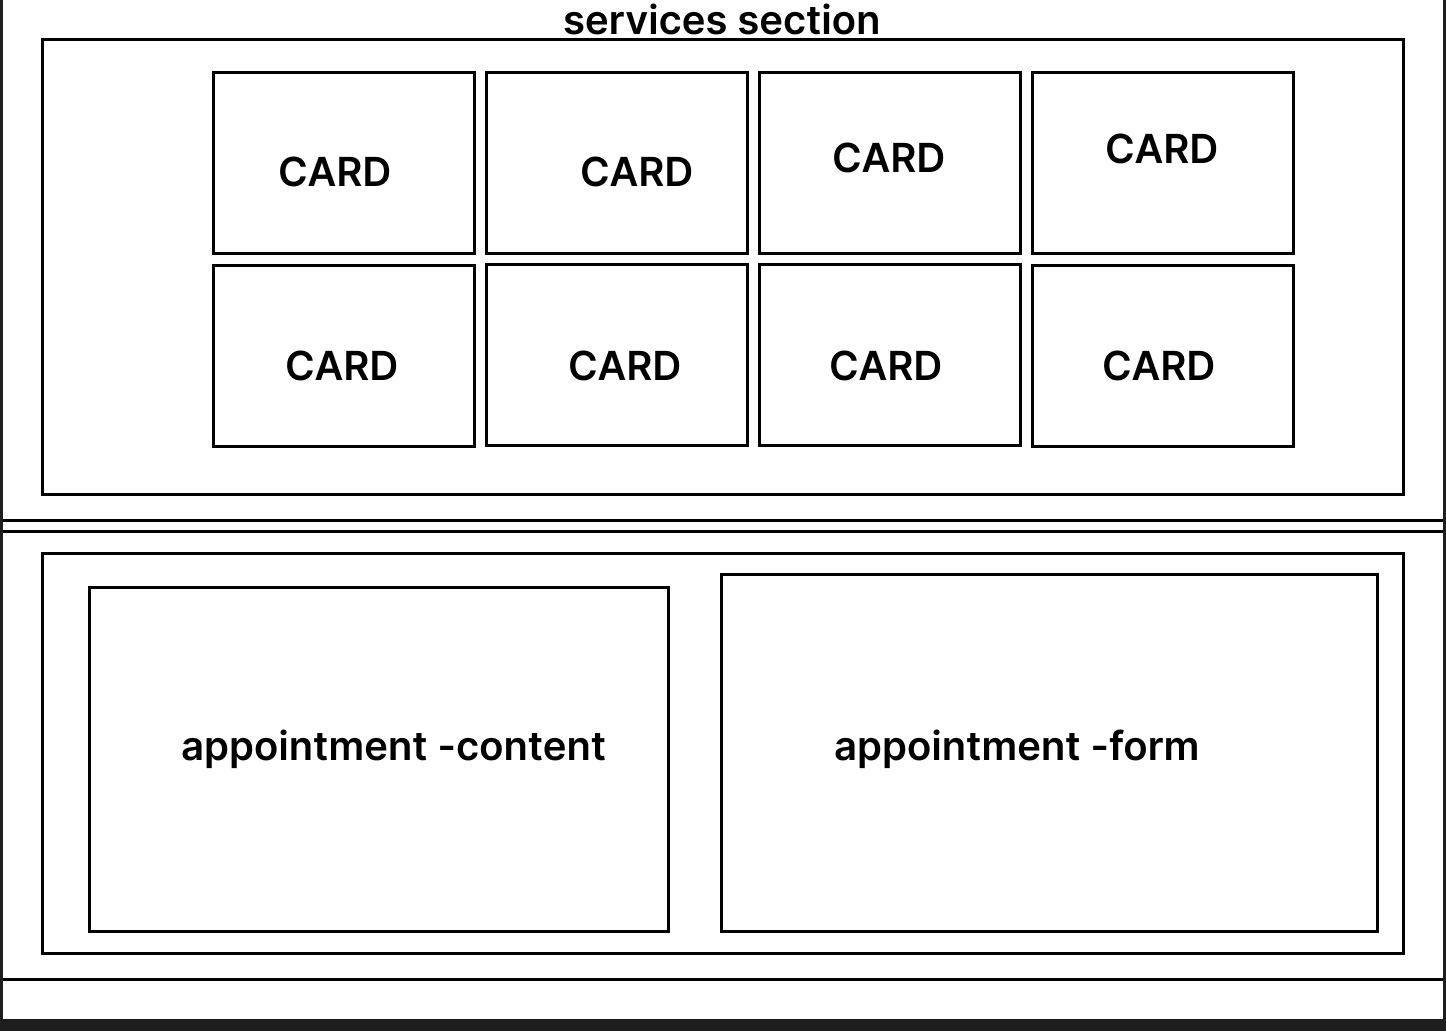 services section
CARD
CARD
CARD
CARD
CARD
CARD
CARD
CARD
appointment -content
appointment -form